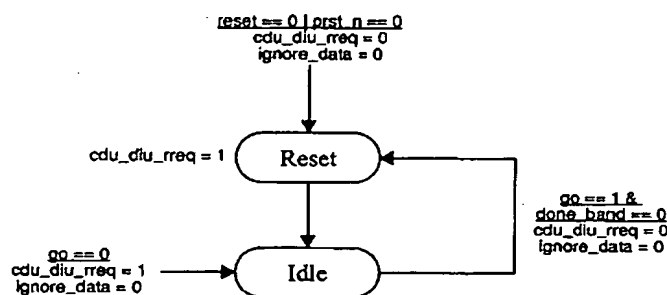 reset == 0 | prst_n == 0
cdu_diu_rreq = 0
ignore_data = 0
cdu_diu_rreq = 1
Reset
go == 1 &
done_band == 0
cdu_diu_rreq = 0
ignore_data = 0
go == 0
cdu_diu_rreq = 1
ignore_data = 0
Idle